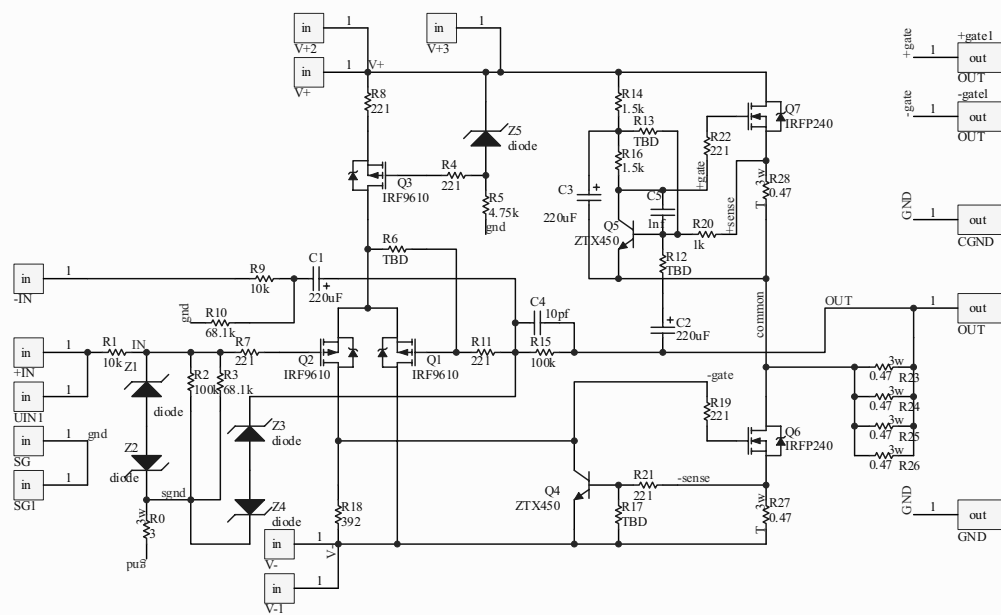 in
1
V+2
in
1
V+3
in
V+
V+
R8
221
Z5
diode
R4
221
Q3
IRF9610
R5
4.75k
gnd
R6
TBD
R14
1.5k
R13
TBD
R16
1.5k
R22
221
+gate
Q7
IRFP240
3w
R28
0.47
T
C3
+
220uF
C5
1nf
Q5
ZTX450
R20
1k
+sense
R12
TBD
C2
+
220uF
common
+gate
1
+gate1
out
OUT
-gate
1
-gate1
out
OUT
GND
1
out
CGND
OUT
1
out
OUT
in
1
-IN
R9
10k
C1
+
220uF
gnd
R10
68.1k
in
1
+IN
R1
10k
IN
Z1
diode
R7
221
Q2
IRF9610
Q1
IRF9610
R11
221
C4
10pf
R15
100k
R2
100k
R3
68.1k
in
1
UIN1
in
1
SG
gnd
in
1
SG1
Z2
diode
Z3
diode
Z4
diode
sgnd
3w
R0
3
gnd
R18
392
in
1
V-
V-
in
1
V-1
-gate
R19
221
Q6
IRFP240
Q4
ZTX450
R21
221
-sense
R17
TBD
3w
R27
0.47
T
3w
0.47
R23
3w
0.47
R24
3w
0.47
R25
3w
0.47
R26
GND
1
out
GND